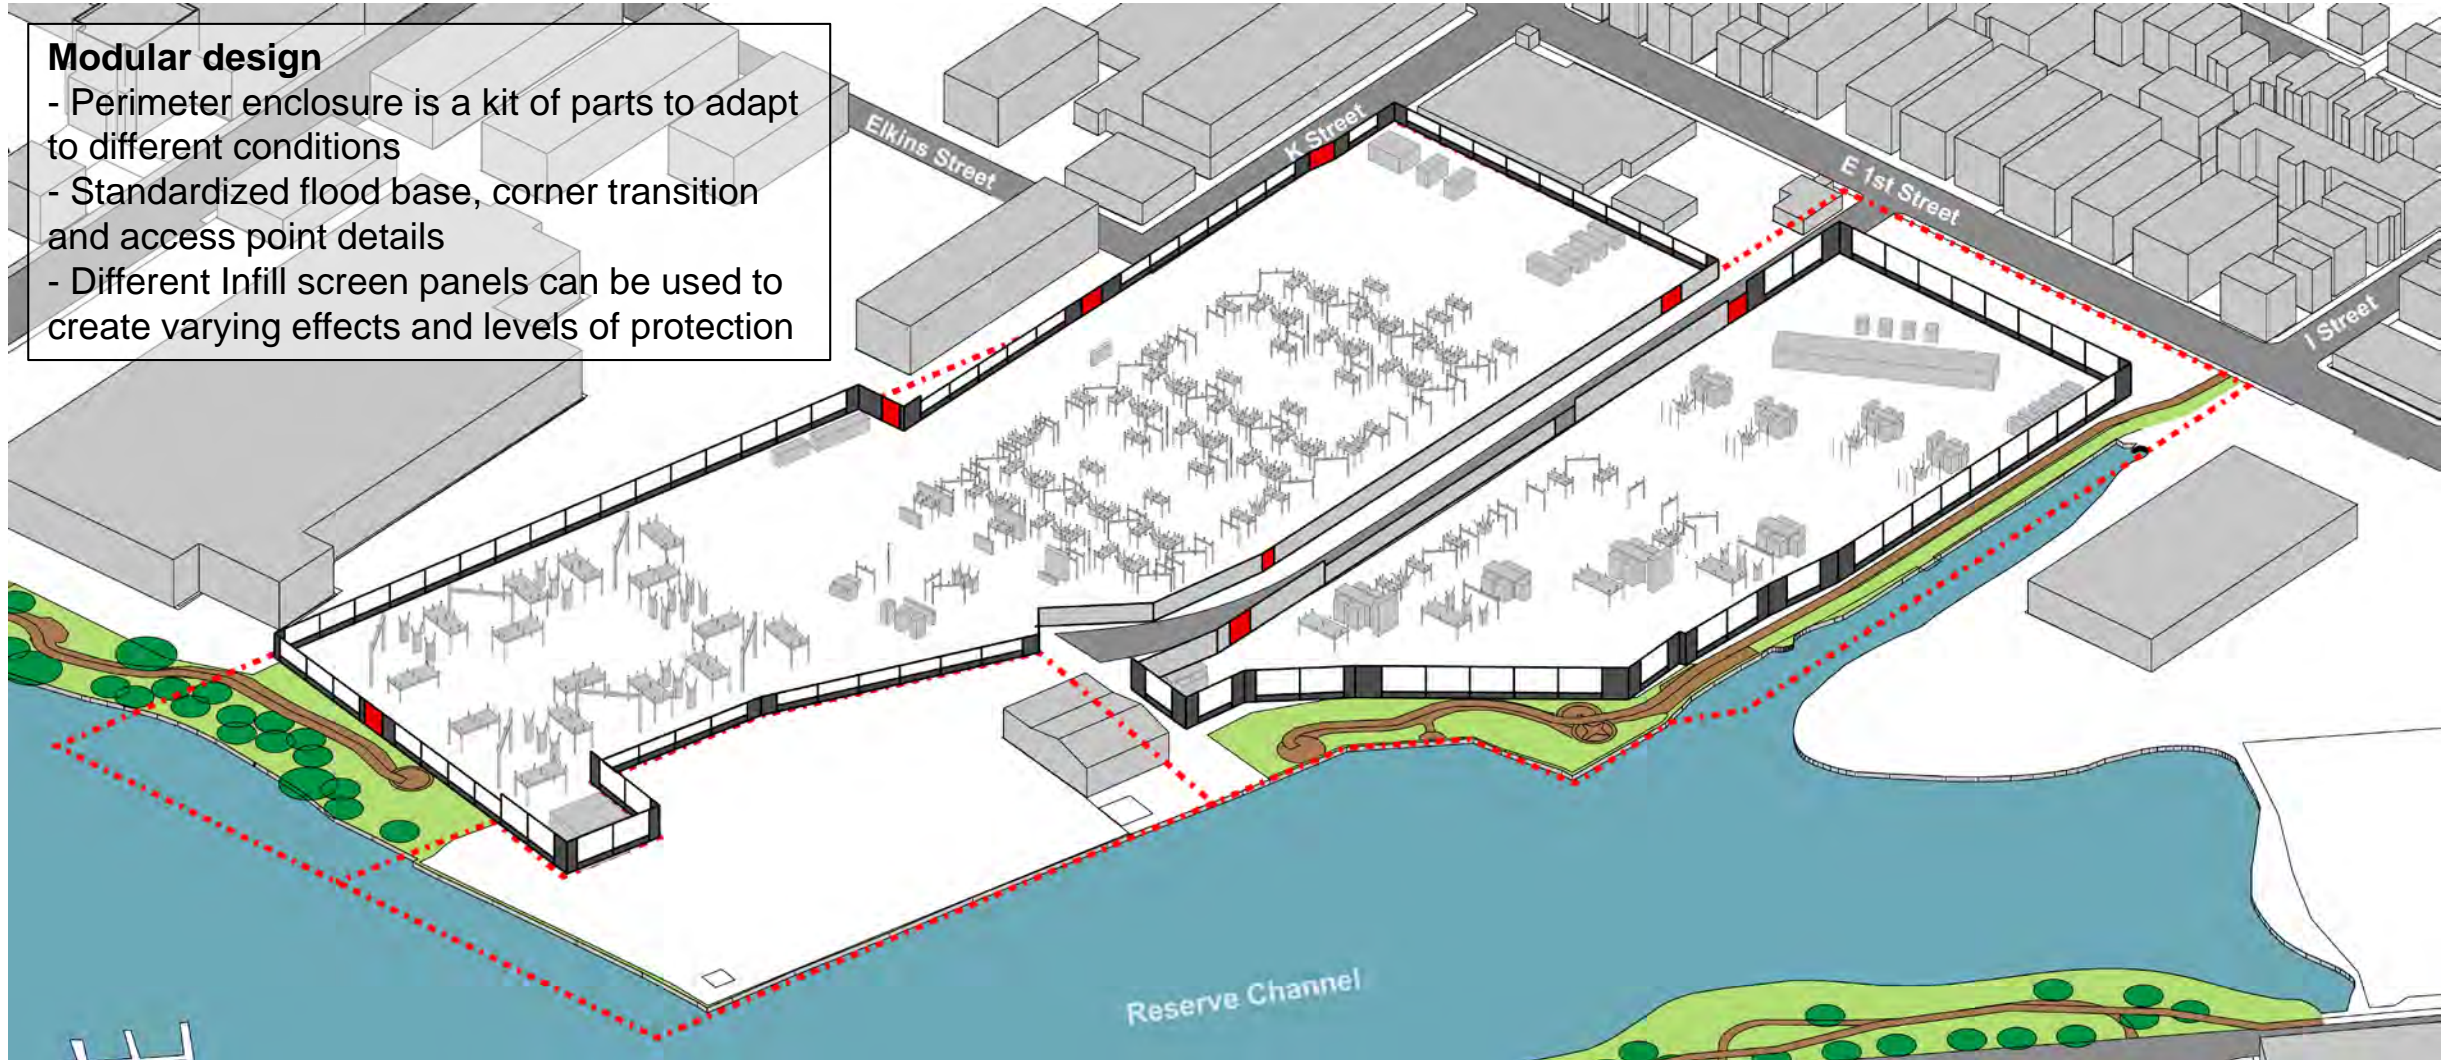 Modular design
- Perimeter enclosure is a kit of parts to adapt
to different conditions
- Standardized flood base, corner transition
and access point details
- Different Infill screen panels can be used to
create varying effects and levels of protection
Elkins Street
K Street
E 1st Street
I Street
Reserve Channel